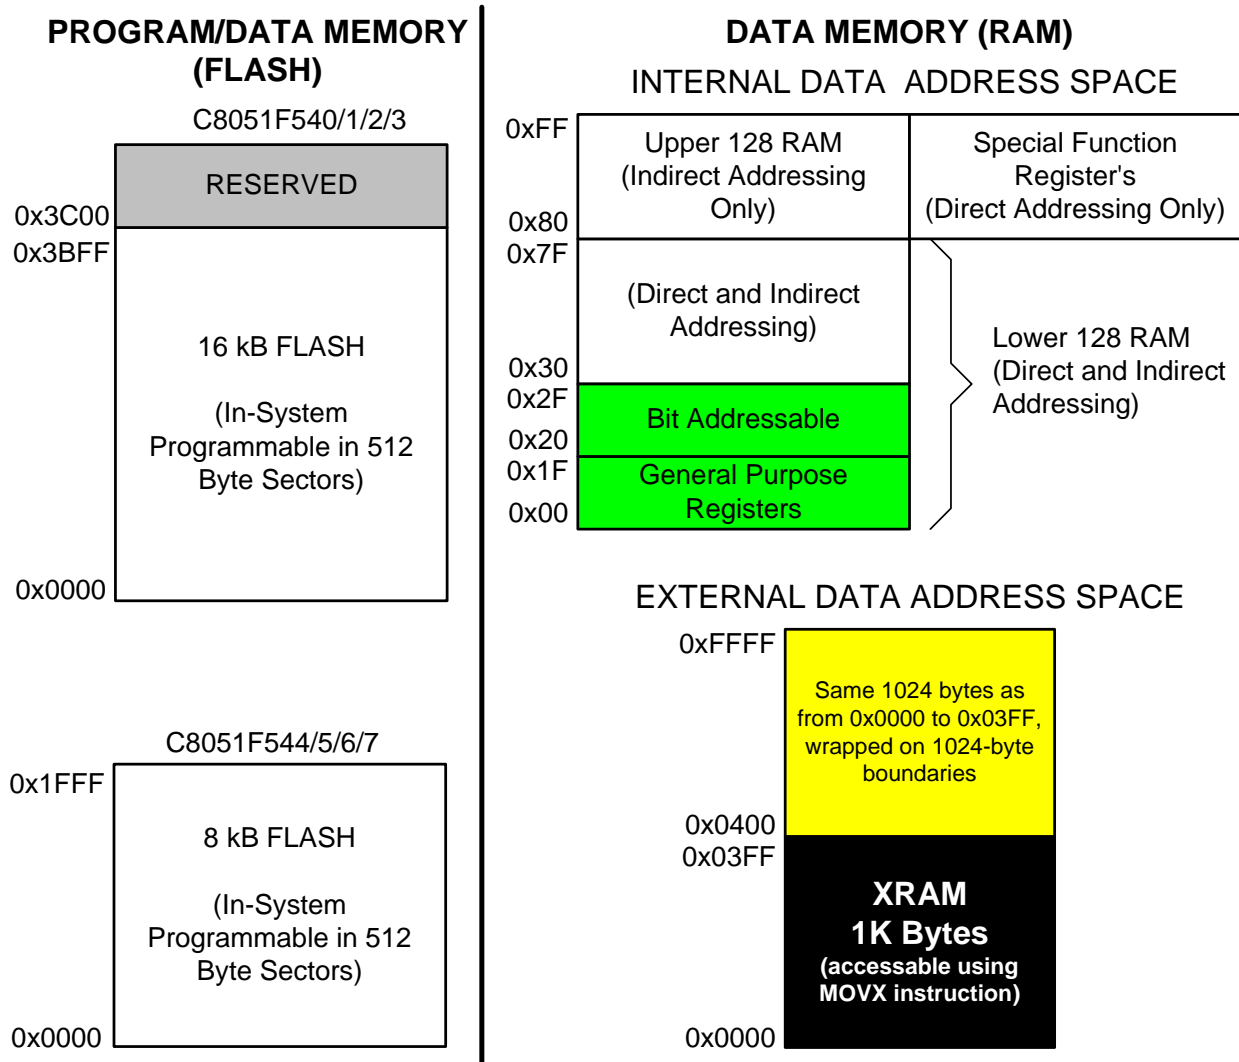 PROGRAM/DATA MEMORY
(FLASH)
C8051F540/1/2/3
RESERVED
0x3C00
0x3BFF
16 kB FLASH
(In-System
Programmable in 512
Byte Sectors)
0x0000
C8051F544/5/6/7
0x1FFF
8 kB FLASH
(In-System
Programmable in 512
Byte Sectors)
0x0000
DATA MEMORY (RAM)
INTERNAL DATA ADDRESS SPACE
0xFF
Upper 128 RAM
(Indirect Addressing
Only)
0x80
Special Function
Register's
(Direct Addressing Only)
0x7F
(Direct and Indirect
Addressing)
0x30
0x2F
Bit Addressable
0x20
0x1F
General Purpose
Registers
0x00
Lower 128 RAM
(Direct and Indirect
Addressing)
EXTERNAL DATA ADDRESS SPACE
0xFFFF
Same 1024 bytes as
from 0x0000 to 0x03FF,
wrapped on 1024-byte
boundaries
0x0400
0x03FF
XRAM
1K Bytes
(accessable using
MOVX instruction)
0x0000